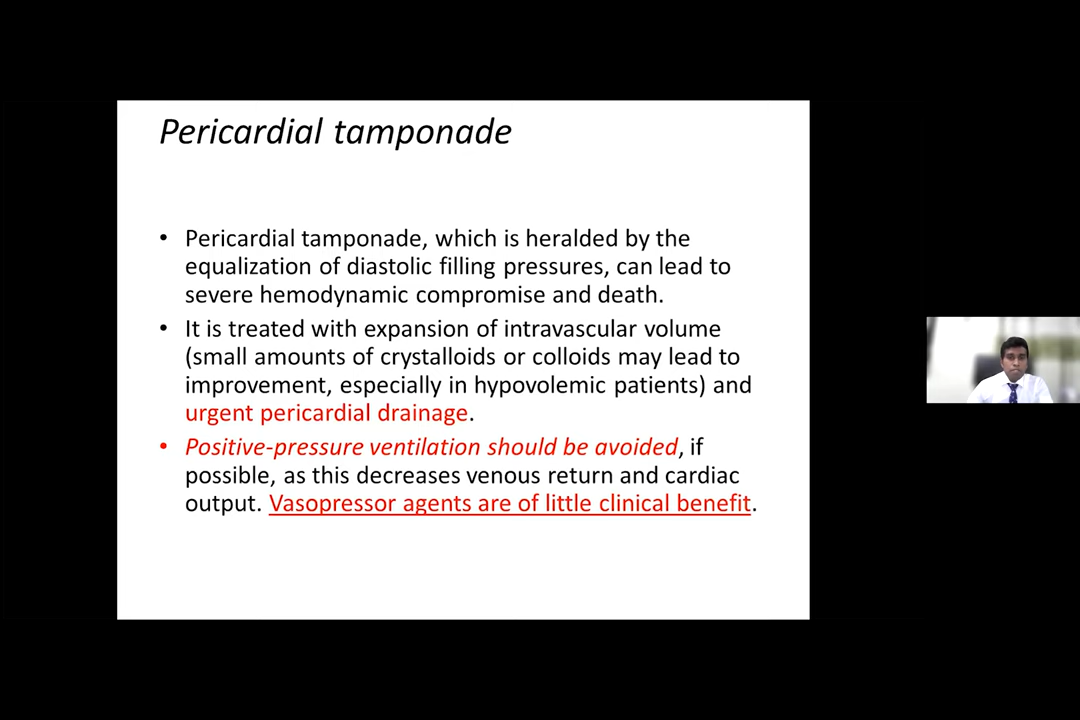 Pericardial tamponade
• Pericardial tamponade, which is heralded by the
equalization of diastolic filling pressures, can lead to
severe hemodynamic compromise and death.
• It is treated with expansion of intravascular volume
(small amounts of crystalloids or colloids may lead to
improvement, especially in hypovolemic patients) and
urgent pericardial drainage.
• Positive-pressure ventilation should be avoided, if
possible, as this decreases venous return and cardiac
output. Vasopressor agents are of little clinical benefit.